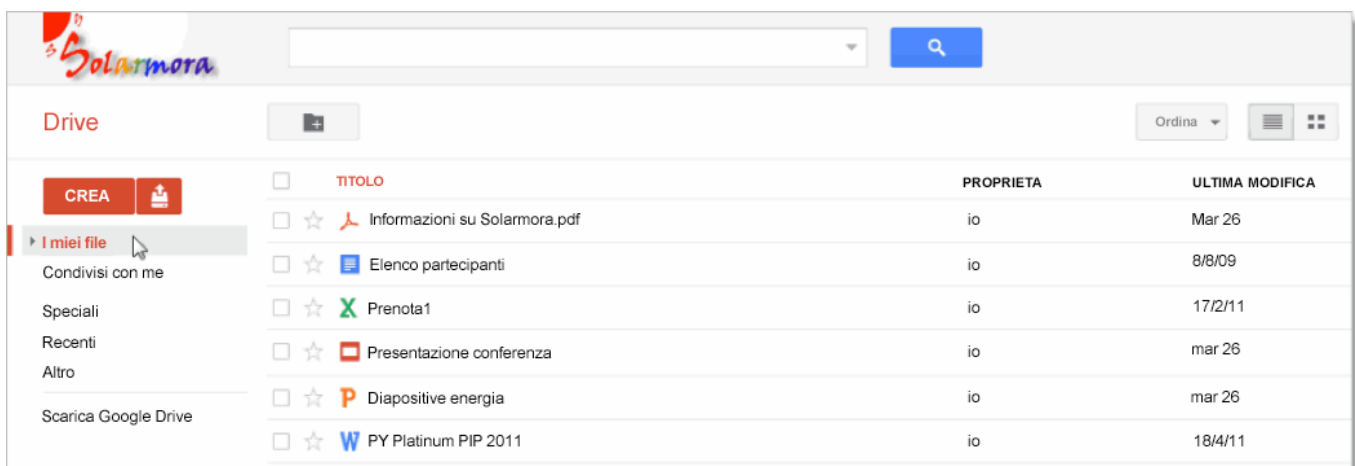 Solarmora
Drive
Ordina
CREA
TITOLO PROPRIETA ULTIMA MODIFICA
Informazioni su Solarmora.pdf io Mar 26
I miei file
Elenco partecipanti io 8/8/09
Condivisi con me
Prenota1 io 17/2/11
Speciali
Recenti
Presentazione conferenza io mar 26
Altro
Diapositive energia io mar 26
Scarica Google Drive
PY Platinum PIP 2011 io 18/4/11